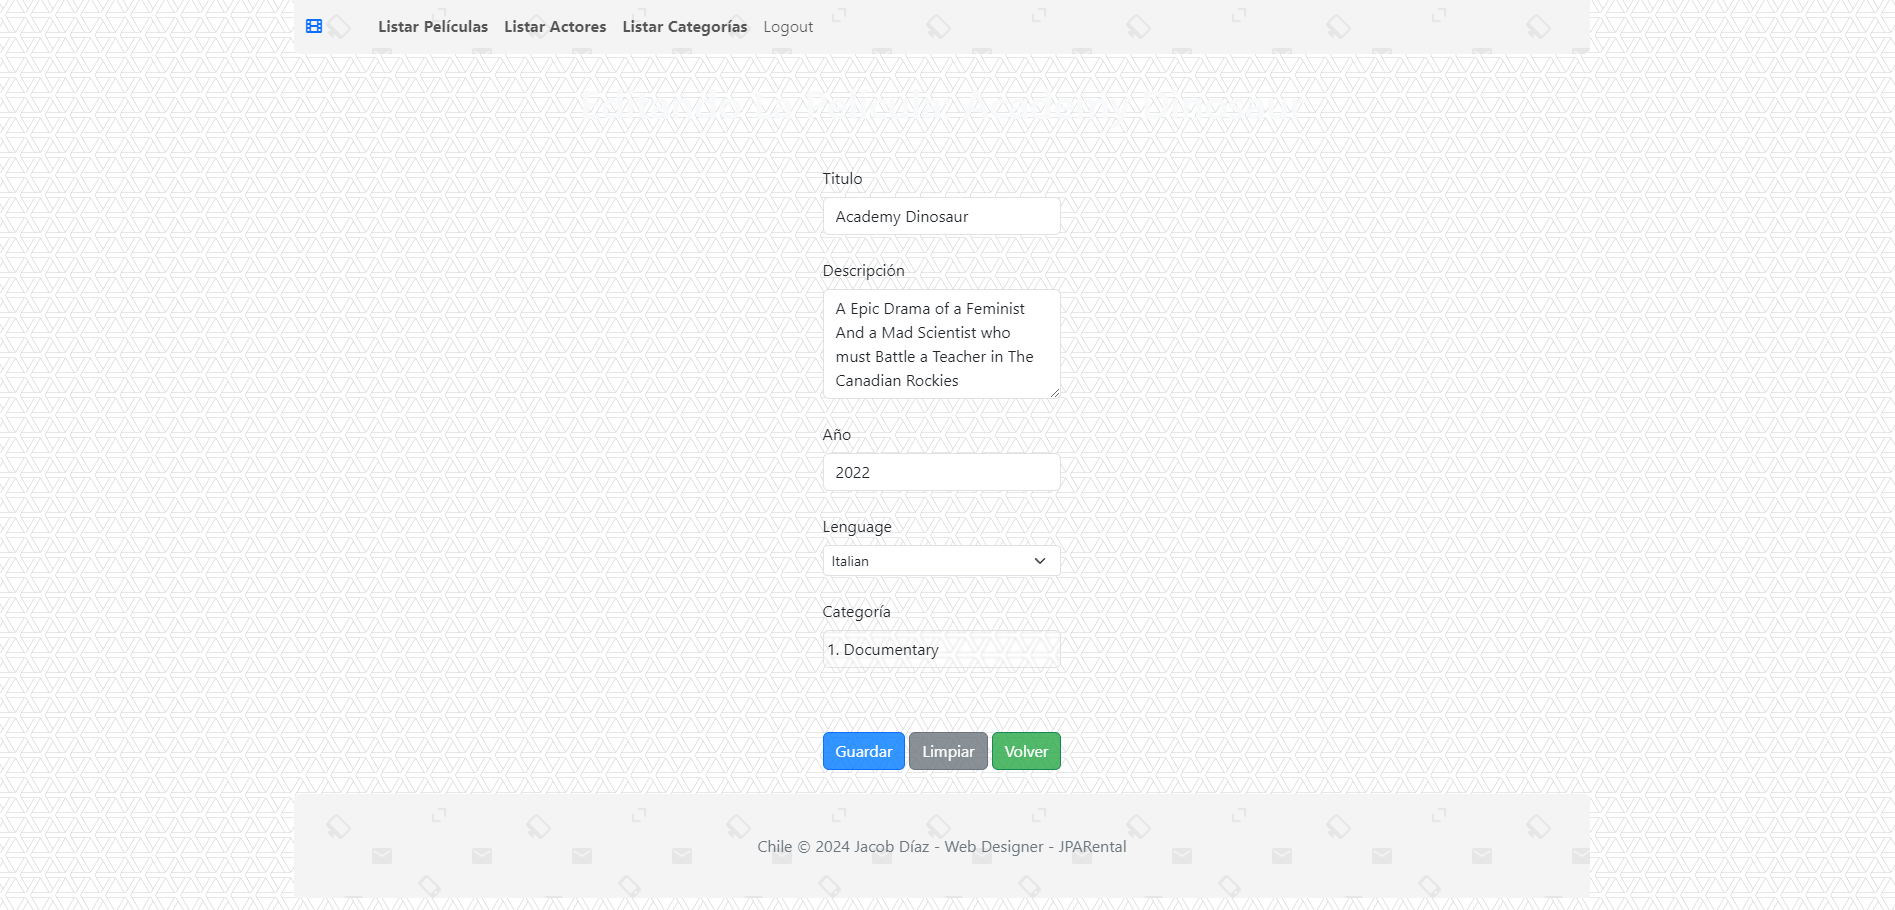 Listar Películas Listar Actores Listar Categorías Logout
Academy Dinosaur
Titulo
Academy Dinosaur
Descripción
A Epic Drama of a Feminist
And a Mad Scientist who
must Battle a Teacher in The
Canadian Rockies
Año
2022
Lenguage
Italian
Categoría
1. Documentary
Guardar Limpiar Volver
Chile © 2024 Jacob Díaz - Web Designer - JPARental